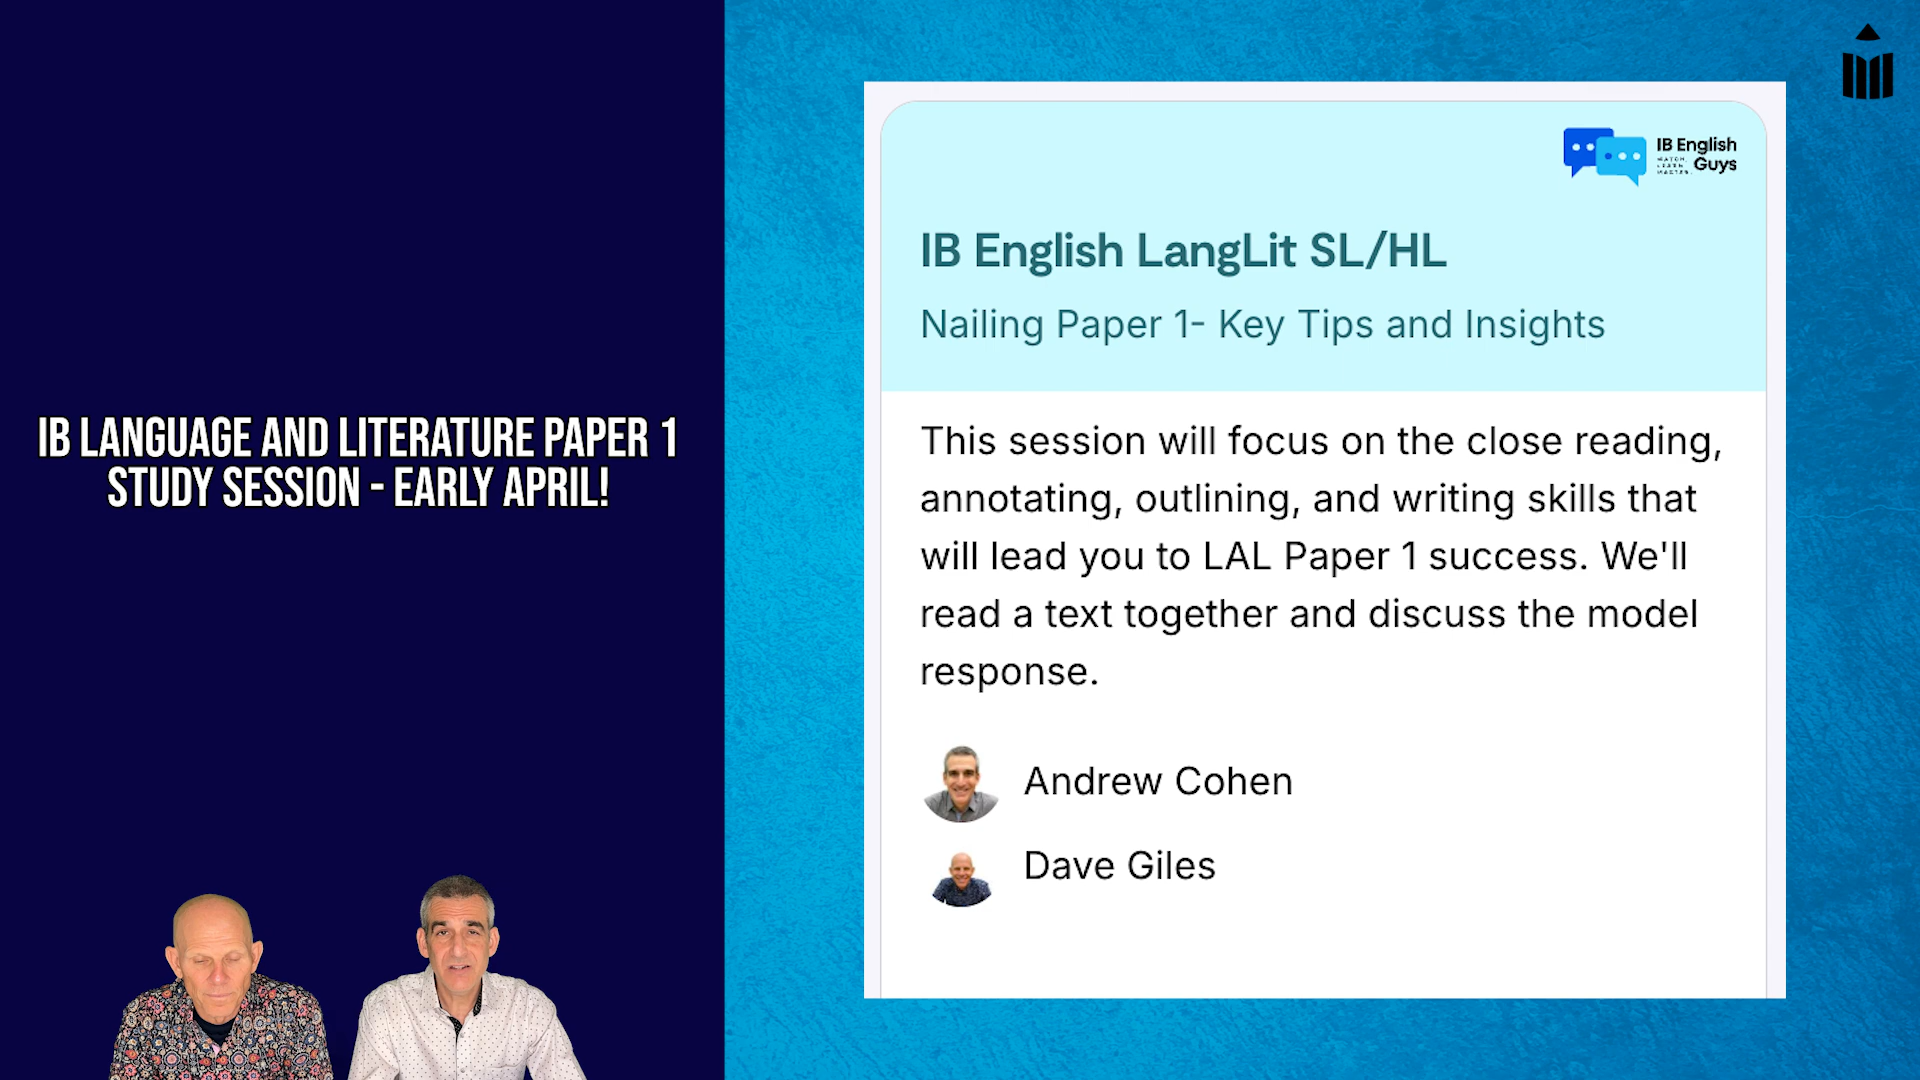 IB LANGUAGE AND LITERATURE PAPER 1
STUDY SESSION - EARLY APRIL!
IB English
Guys
WATCH.
LEARN.
MASTER.
IB English LangLit SL/HL
Nailing Paper 1- Key Tips and Insights
This session will focus on the close reading,
annotating, outlining, and writing skills that
will lead you to LAL Paper 1 success. We'll
read a text together and discuss the model
response.
Andrew Cohen
Dave Giles